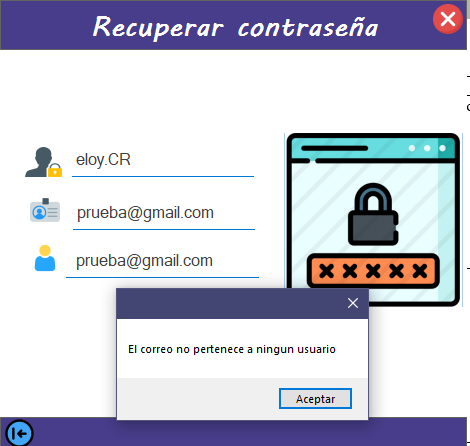 Recuperar contraseña
eloy.CR
prueba@gmail.com
prueba@gmail.com
El correo no pertenece a ningun usuario
Aceptar